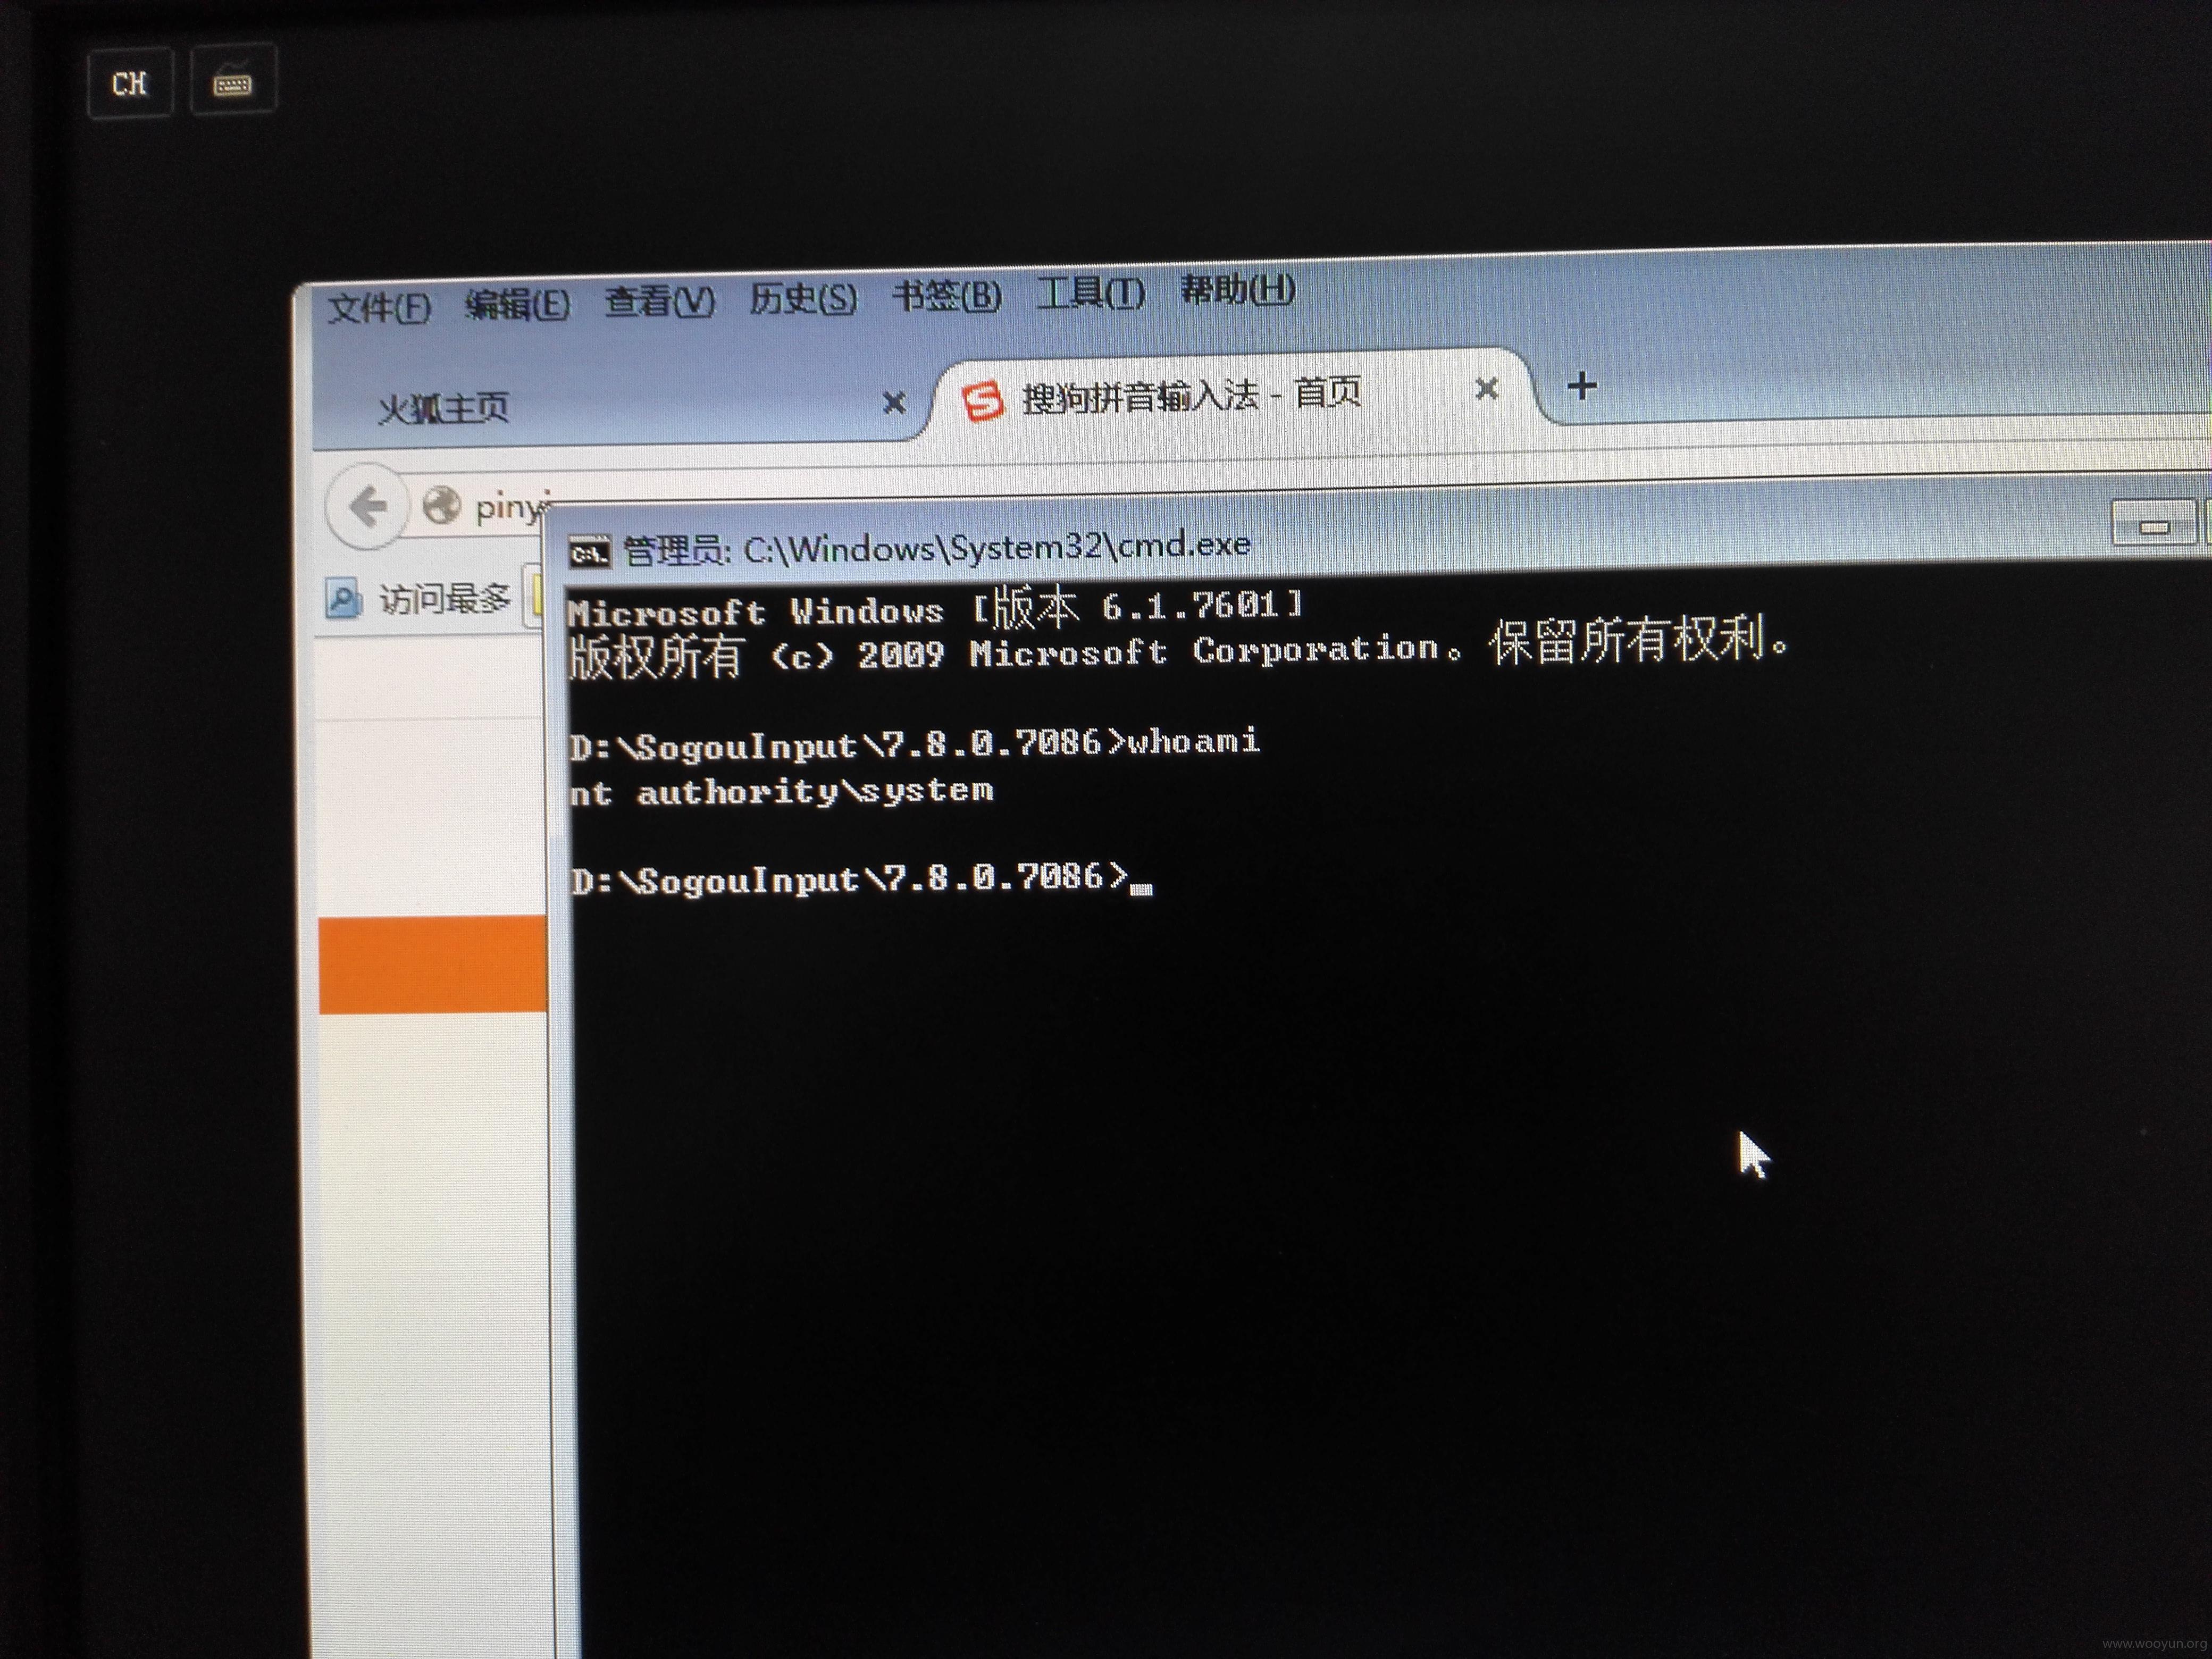 CH
文件(F) 编辑(E) 查看(V) 历史(S) 书签(B) 工具(T) 帮助(H)
火狐主页
搜狗拼音输入法 - 首页
访问最多
管理员: C:\Windows\System32\cmd.exe
Microsoft Windows [版本 6.1.7601]
版权所有 (c) 2009 Microsoft Corporation。保留所有权利。
D:\SogouInput\7.8.0.7086>whoami
nt authority\system
D:\SogouInput\7.8.0.7086>
www.wooyun.org